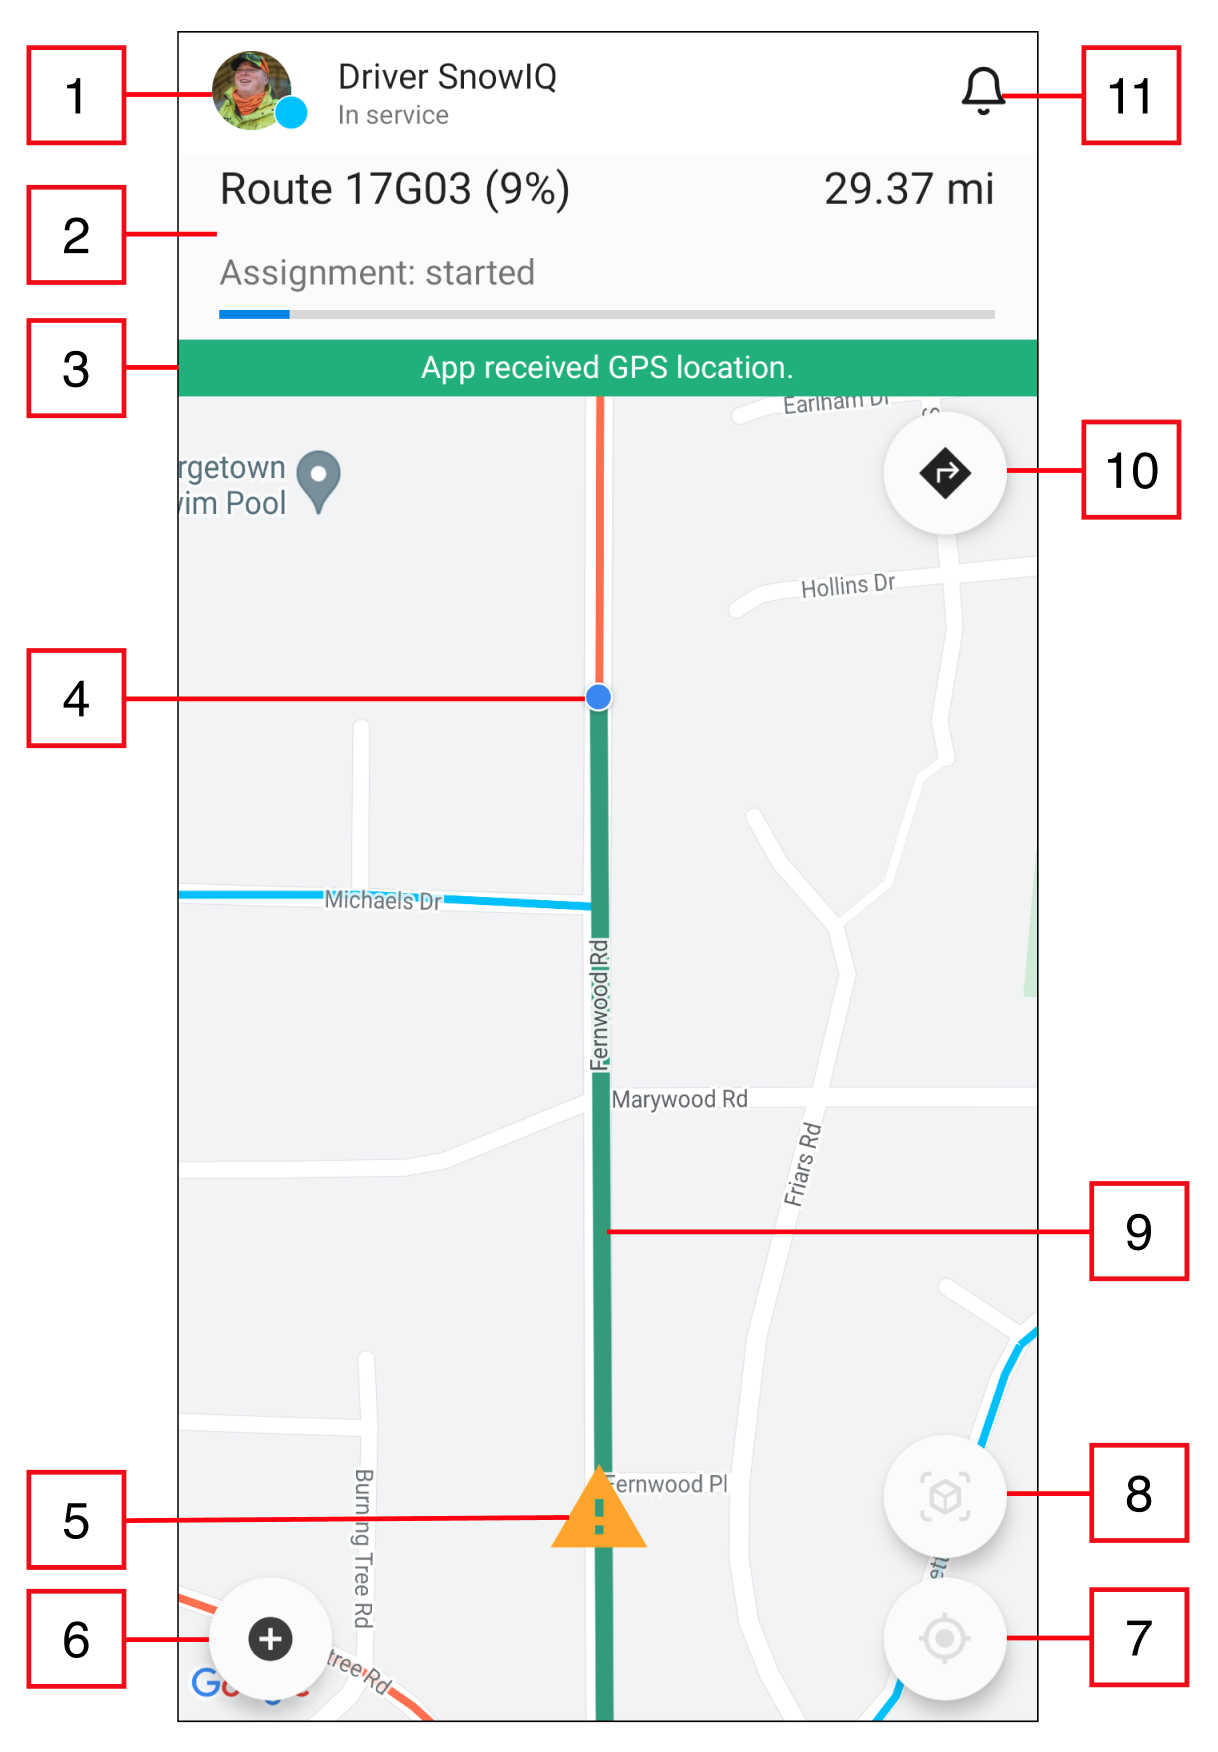 1
Driver SnowIQ
In service
11
Route 17G03 (9%)
29.37 mi
2
Assignment: started
3
App received GPS location.
Earlham Dr
rgetown
vim Pool
10
Hollins Dr
4
Michaels Dr
Fernwood Rd
Marywood Rd
Friars Rd
9
Fernwood Pl
Burning Tree Rd
5
8
6
tree Rd
7